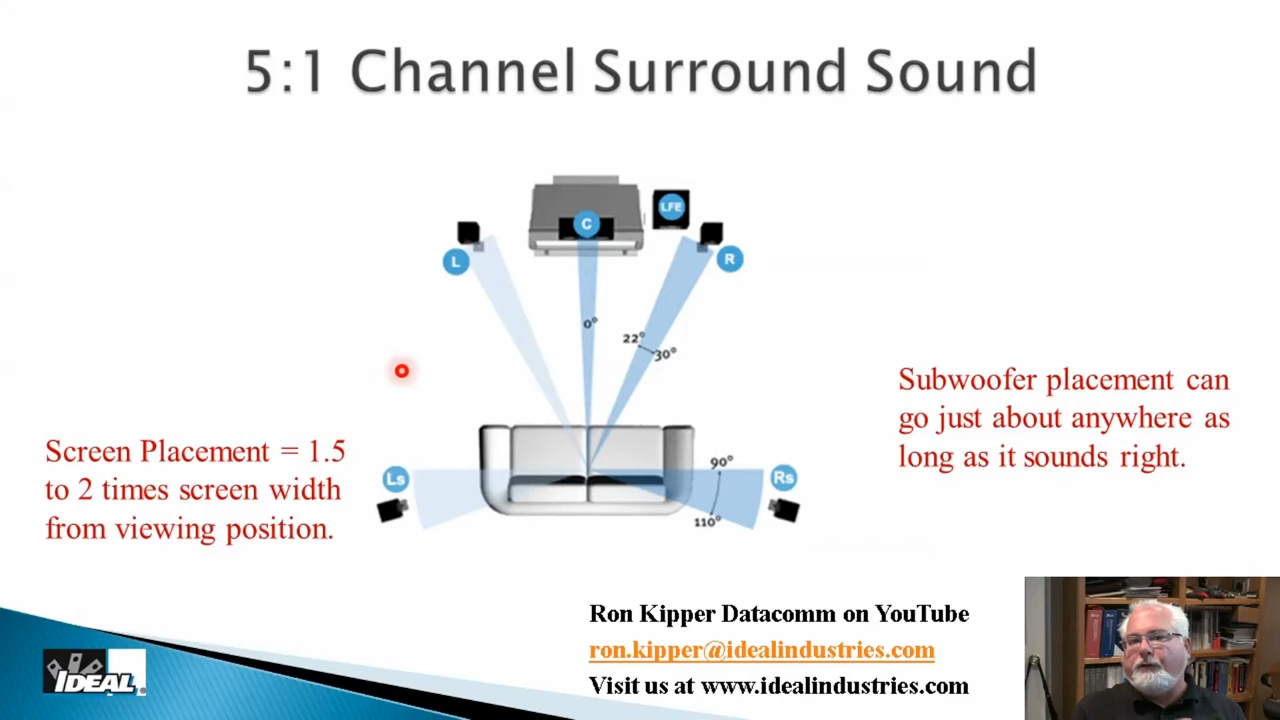 5:1 Channel Surround Sound
LFE
C
L
R
0°
22°
30°
Subwoofer placement can
go just about anywhere as
long as it sounds right.
Screen Placement = 1.5
to 2 times screen width
from viewing position.
Ls
90°
Rs
110°
Ron Kipper Datacomm on YouTube
ron.kipper@idealindustries.com
Visit us at www.idealindustries.com
IDEAL